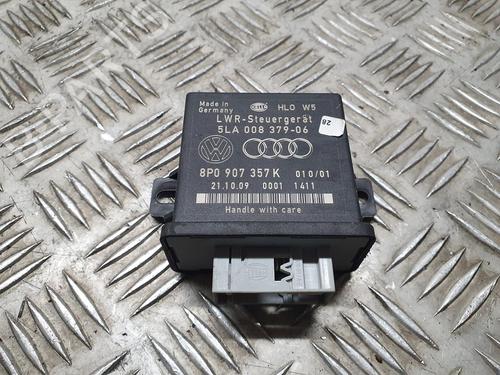 Made in
Germany
HLO W5
LWR-Steuergerät
5LA 008 379-06
28
8P0 907 357 K 010/01
21.10.09 0001 1411
Handle with care